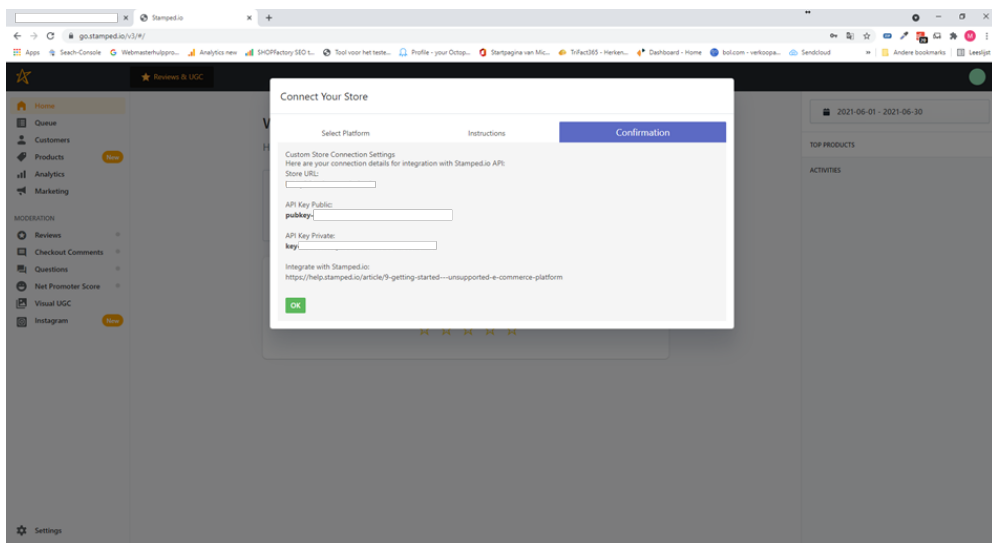 Stamped.io
go.stamped.io/v3/#/
Apps Seach-Console Webmasterhulppro... Analytics new SHOPFactory SEO t... Tool voor het teste... Profile - your Octop... Startpagina van Mic... TriFact365 - Herken... Dashboard - Home bol.com - verkoopa... Sendcloud » Andere bookmarks Leeslijst
Reviews & UGC
Home
Queue
Customers
Products New
Analytics
Marketing
MODERATION
Reviews
Checkout Comments
Questions
Net Promoter Score
Visual UGC
Instagram New
Settings
W
H
Connect Your Store
Select Platform Instructions Confirmation
Custom Store Connection Settings
Here are your connection details for integration with Stamped.io API:
Store URL:
API Key Public:
pubkey-
API Key Private:
key
Integrate with Stamped.io:
https://help.stamped.io/article/9-getting-started---unsupported-e-commerce-platform
OK
2021-06-01 - 2021-06-30
TOP PRODUCTS
ACTIVITIES